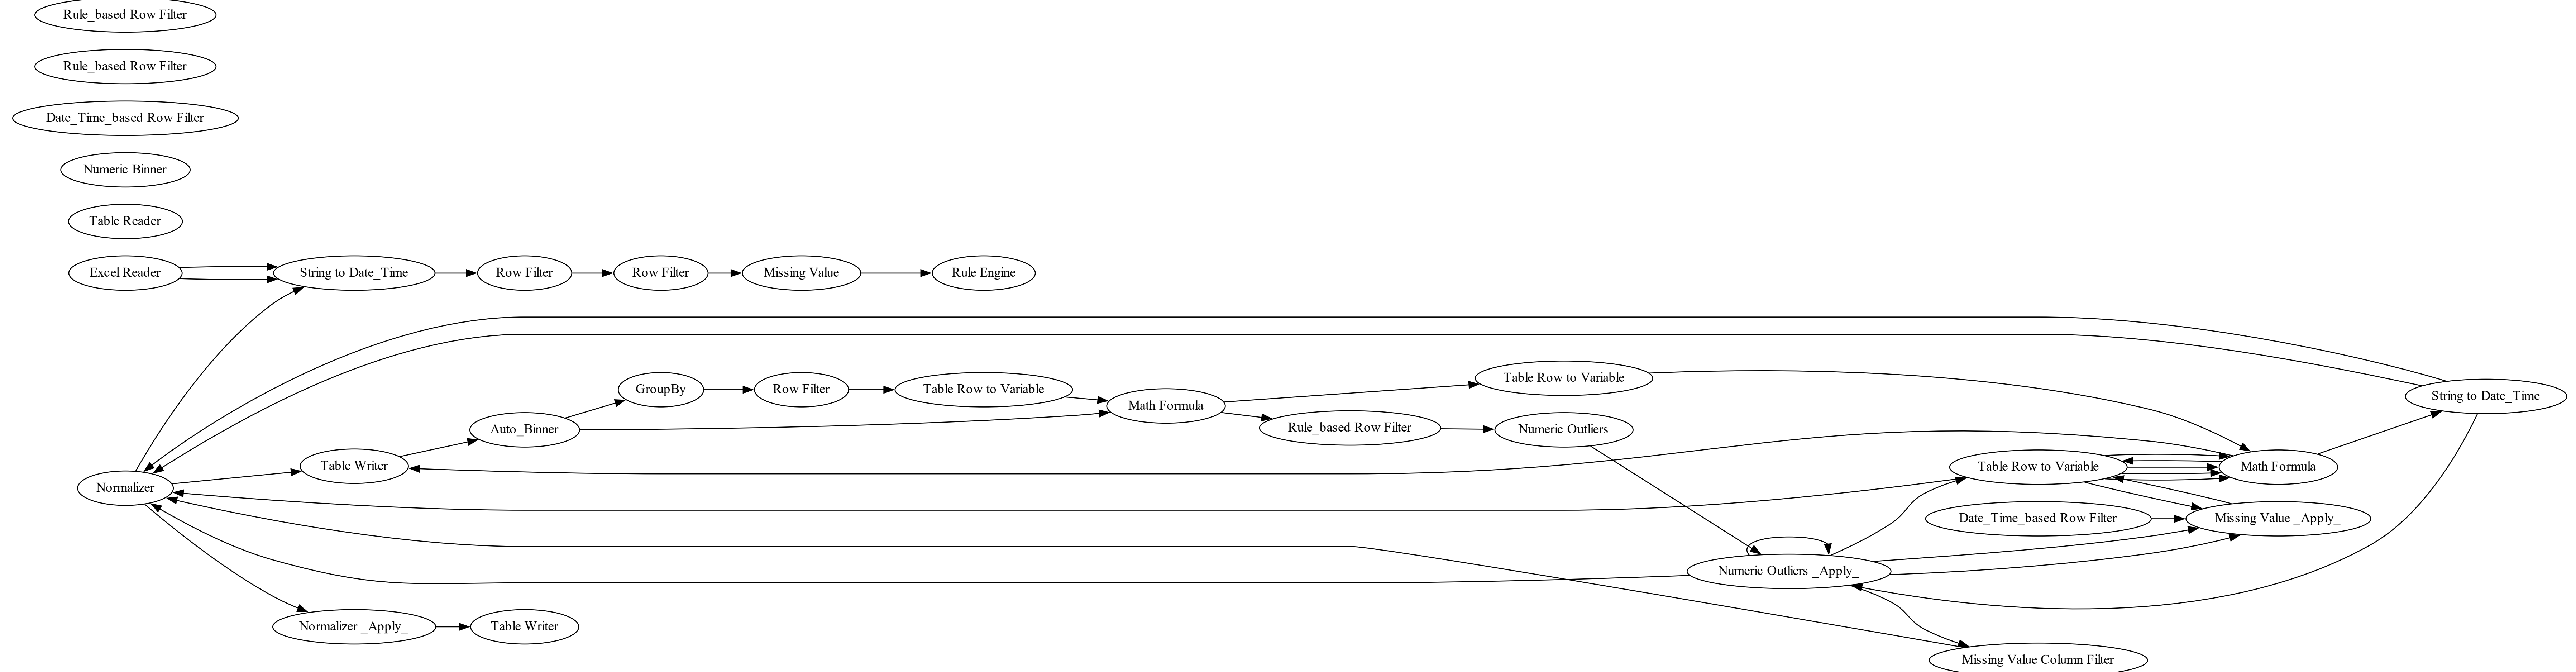 Rule_based Row Filter
Rule_based Row Filter
Date_Time_based Row Filter
Numeric Binner
Table Reader
Excel Reader
String to Date_Time
Row Filter
Row Filter
Missing Value
Rule Engine
GroupBy
Row Filter
Table Row to Variable
Math Formula
Table Row to Variable
String to Date_Time
Auto_Binner
Rule_based Row Filter
Numeric Outliers
Table Writer
Table Row to Variable
Math Formula
Normalizer
Date_Time_based Row Filter
Missing Value _Apply_
Numeric Outliers _Apply_
Normalizer _Apply_
Table Writer
Missing Value Column Filter